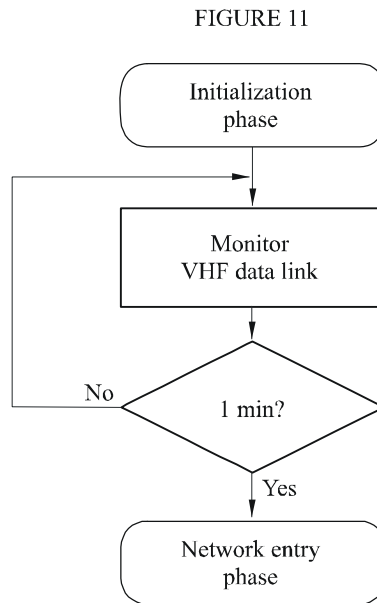 FIGURE 11
Initialization
phase
Monitor
VHF data link
No
1 min?
Yes
Network entry
phase